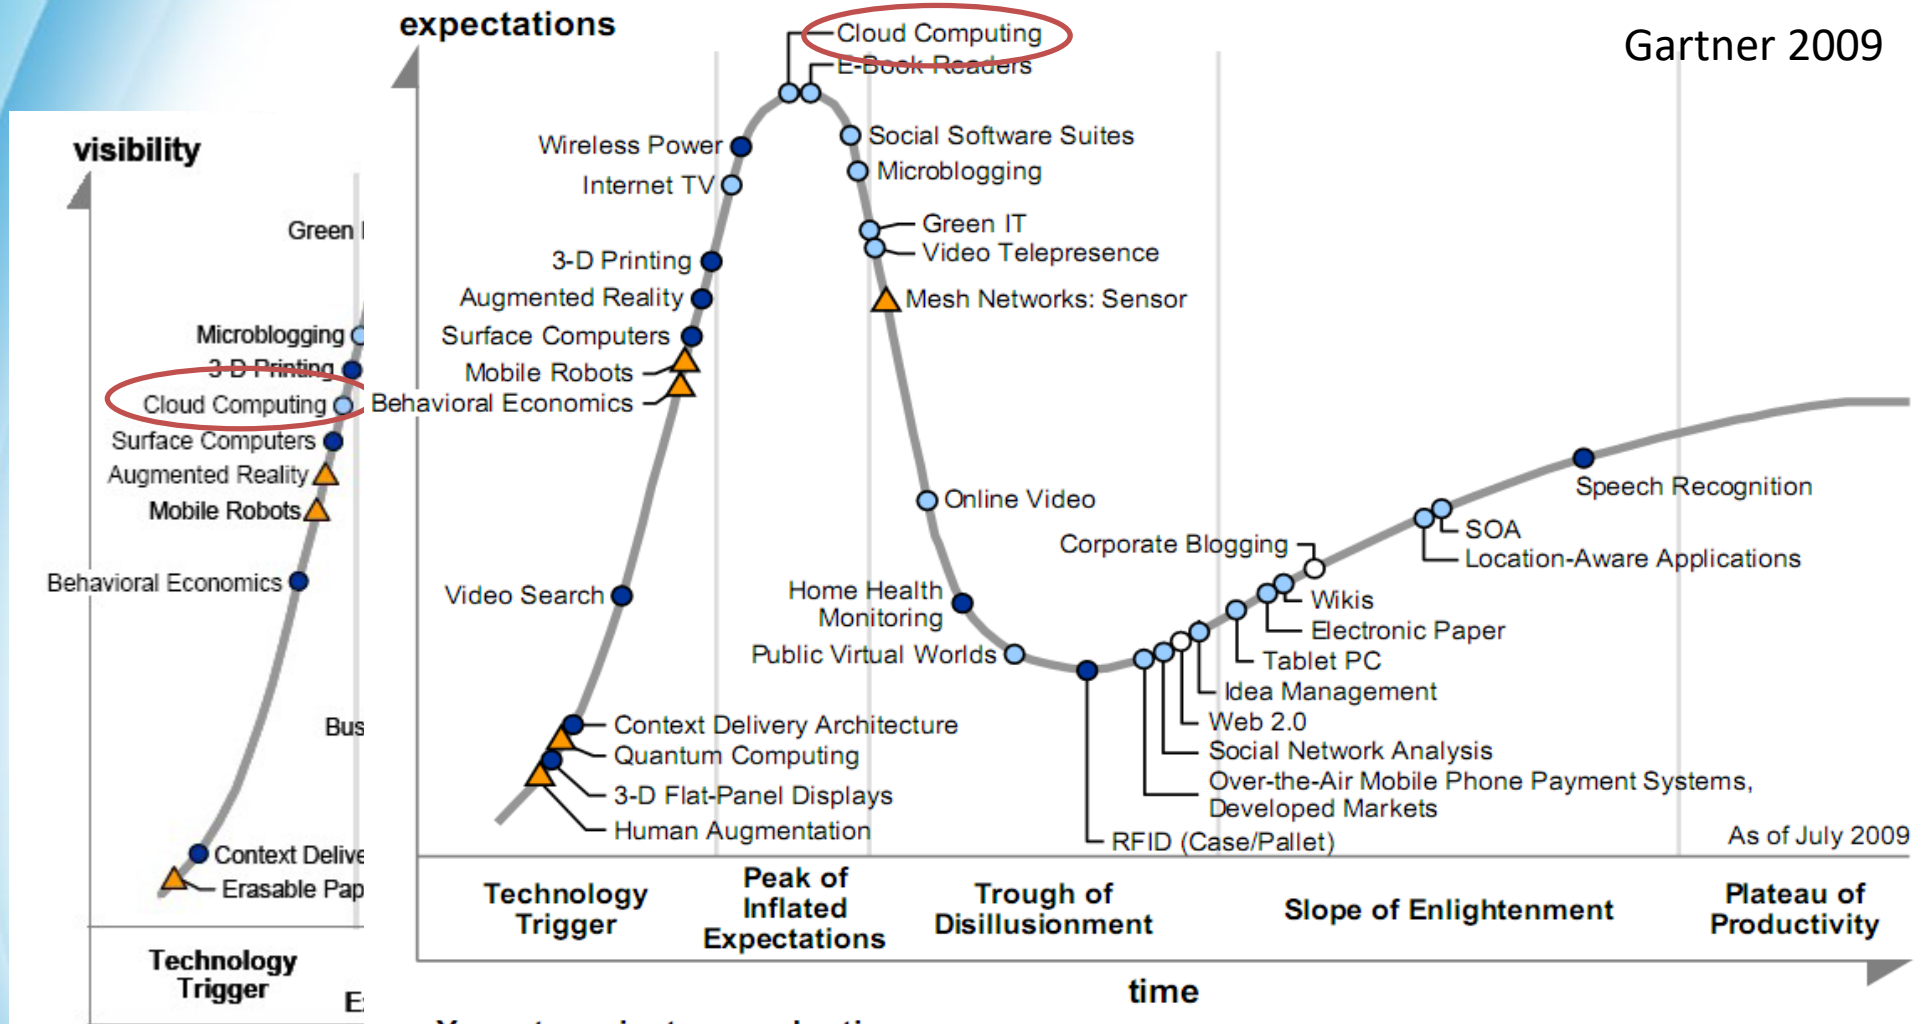 Gartner 2009
visibility
Green
Microblogging
3-D Printing
Cloud Computing
Surface Computers
Augmented Reality
Mobile Robots
Behavioral Economics
Context Delive
Erasable Pap
Bus
Technology
Trigger
E
expectations
Cloud Computing
E-Book Readers
Wireless Power
Internet TV
3-D Printing
Augmented Reality
Surface Computers
Mobile Robots
Behavioral Economics
Video Search
Context Delivery Architecture
Quantum Computing
3-D Flat-Panel Displays
Human Augmentation
Social Software Suites
Microblogging
Green IT
Video Telepresence
Mesh Networks: Sensor
Online Video
Home Health
Monitoring
Public Virtual Worlds
Corporate Blogging
Speech Recognition
SOA
Location-Aware Applications
Wikis
Electronic Paper
Tablet PC
Idea Management
Web 2.0
Social Network Analysis
Over-the-Air Mobile Phone Payment Systems,
Developed Markets
RFID (Case/Pallet)
As of July 2009
Technology
Trigger
Peak of
Inflated
Expectations
Trough of
Disillusionment
Slope of Enlightenment
Plateau of
Productivity
time